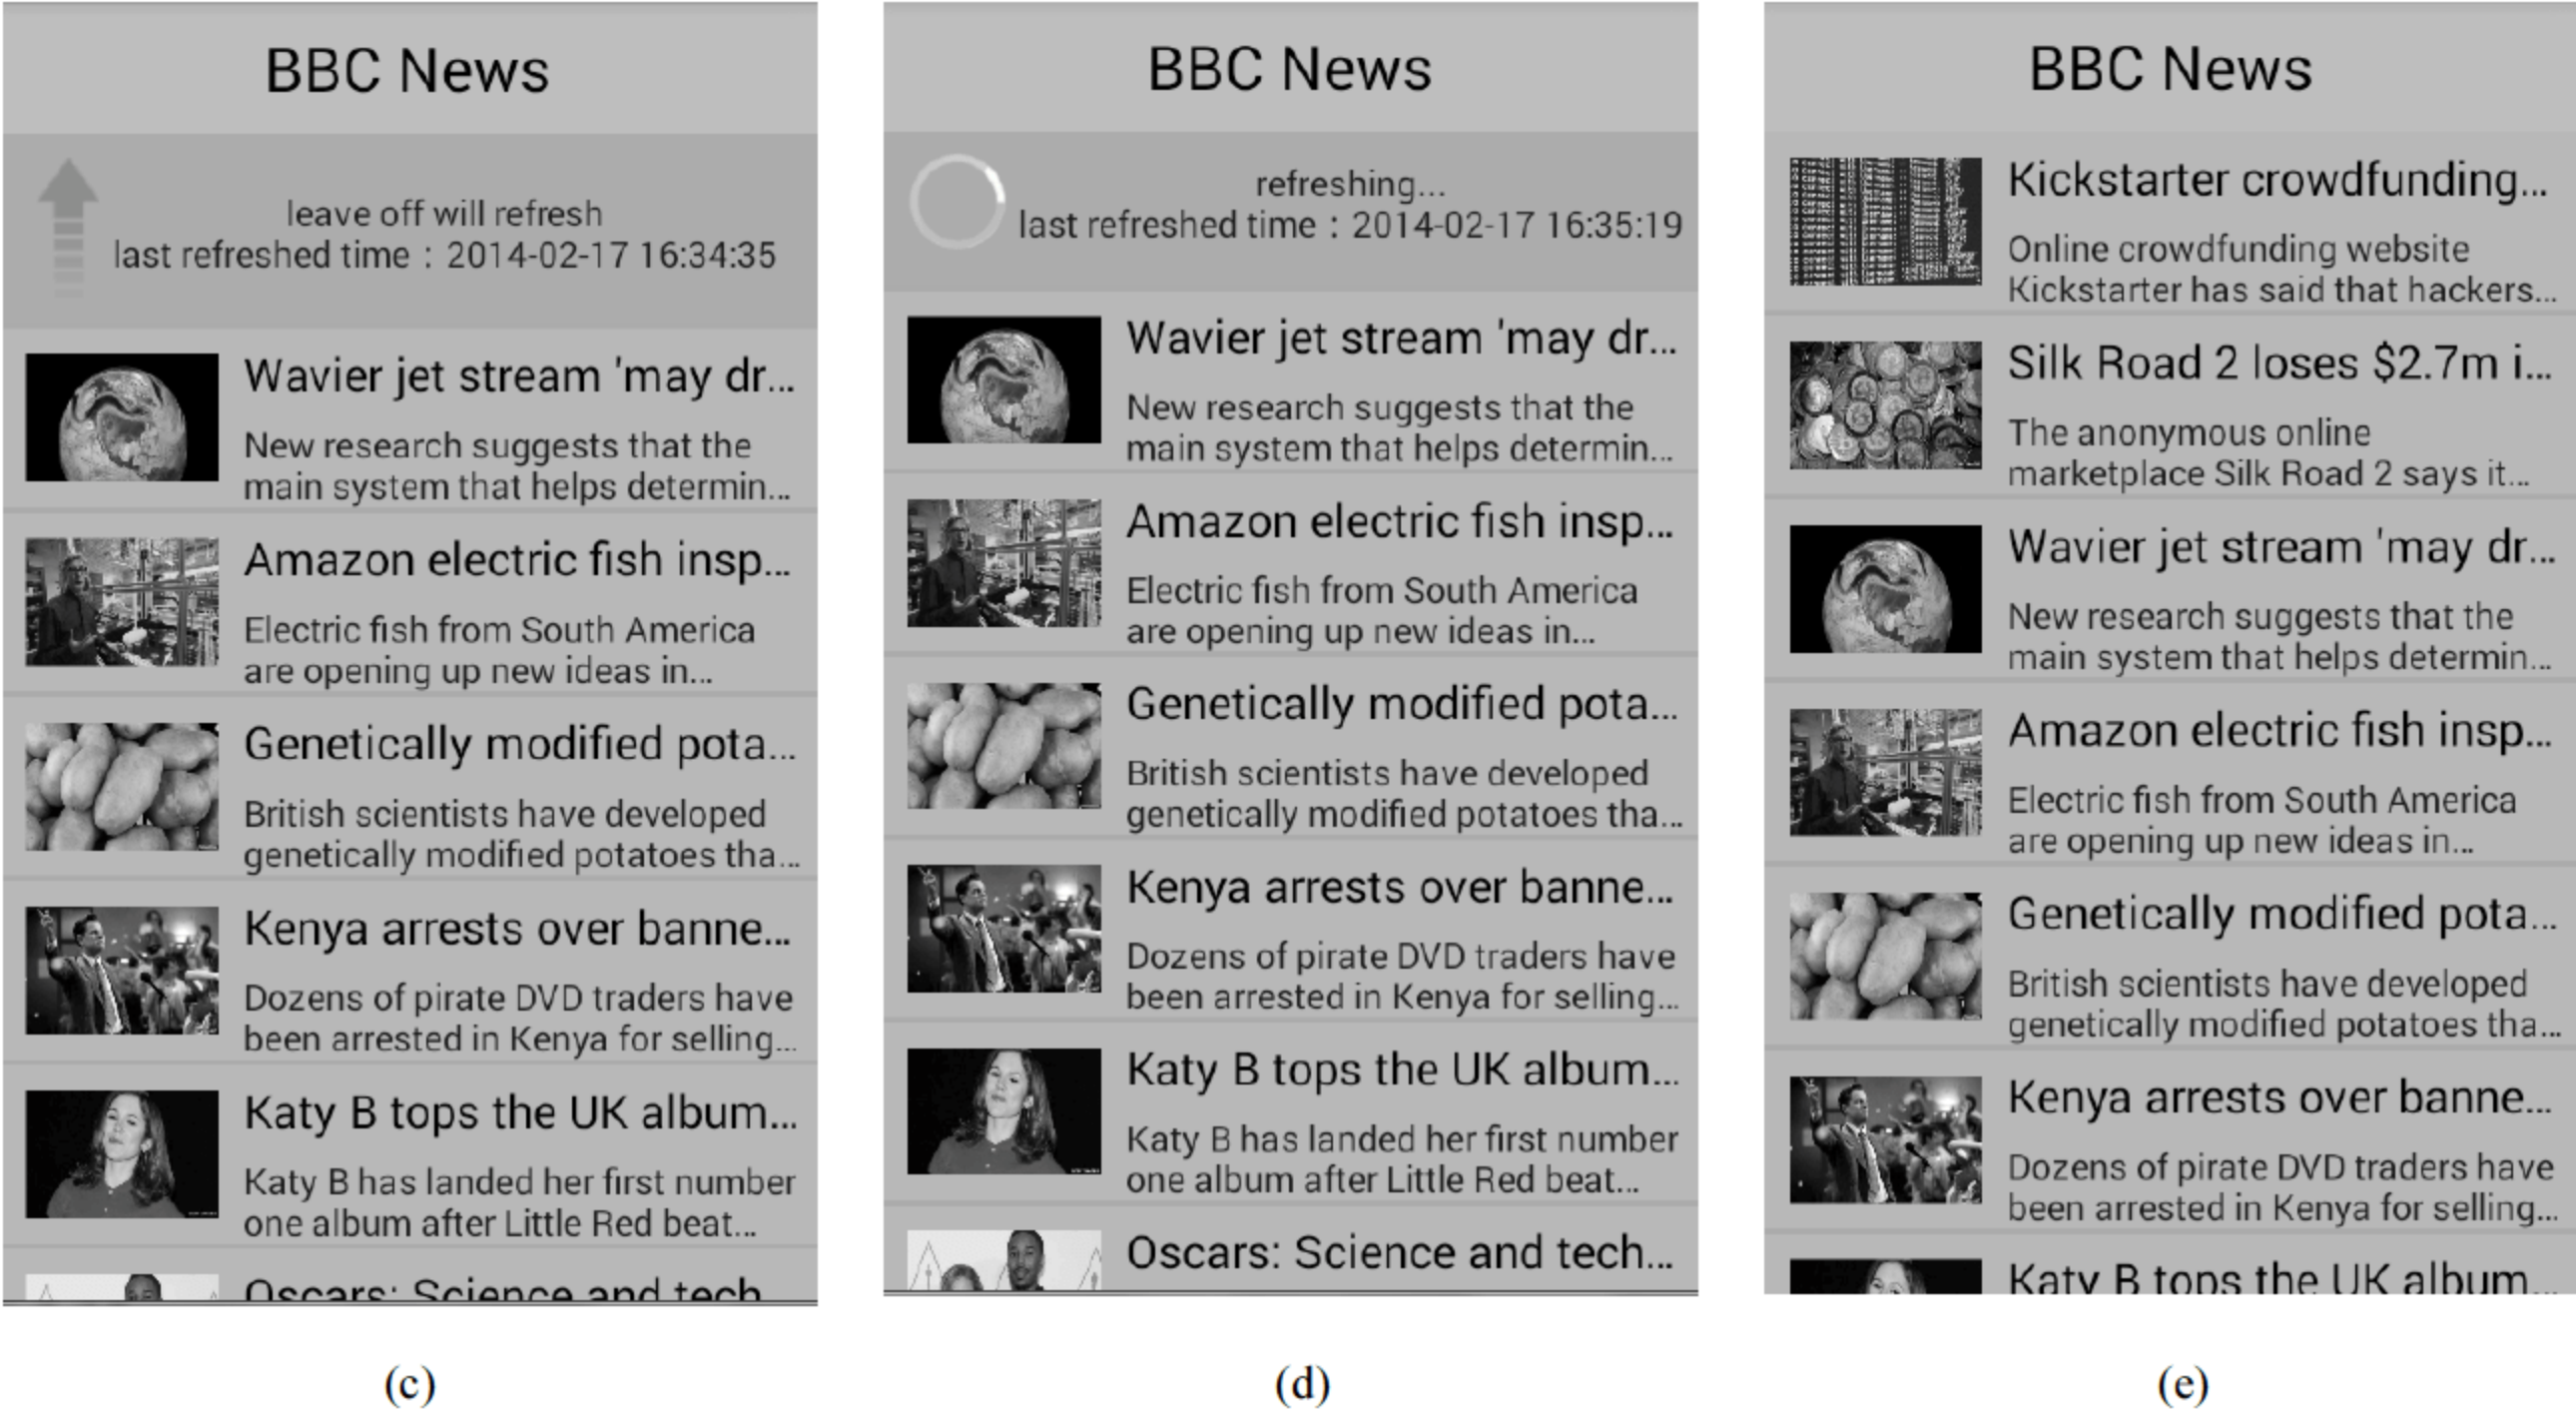 BBC News
leave off will refresh
last refreshed time : 2014-02-17 16:34:35
Wavier jet stream 'may dr...
New research suggests that the
main system that helps determin...
Amazon electric fish insp...
Electric fish from South America
are opening up new ideas in...
Genetically modified pota...
British scientists have developed
genetically modified potatoes tha...
Kenya arrests over banne...
Dozens of pirate DVD traders have
been arrested in Kenya for selling...
Katy B tops the UK album...
Katy B has landed her first number
one album after Little Red beat...
Oscars: Science and tech
(c)
BBC News
refreshing...
last refreshed time : 2014-02-17 16:35:19
Wavier jet stream 'may dr...
New research suggests that the
main system that helps determin...
Amazon electric fish insp...
Electric fish from South America
are opening up new ideas in...
Genetically modified pota...
British scientists have developed
genetically modified potatoes tha...
Kenya arrests over banne...
Dozens of pirate DVD traders have
been arrested in Kenya for selling...
Katy B tops the UK album...
Katy B has landed her first number
one album after Little Red beat...
Oscars: Science and tech...
(d)
BBC News
Kickstarter crowdfunding...
Online crowdfunding website
Kickstarter has said that hackers...
Silk Road 2 loses $2.7m i...
The anonymous online
marketplace Silk Road 2 says it...
Wavier jet stream 'may dr...
New research suggests that the
main system that helps determin...
Amazon electric fish insp...
Electric fish from South America
are opening up new ideas in...
Genetically modified pota...
British scientists have developed
genetically modified potatoes tha...
Kenya arrests over banne...
Dozens of pirate DVD traders have
been arrested in Kenya for selling...
Katy B tops the UK album...
(e)